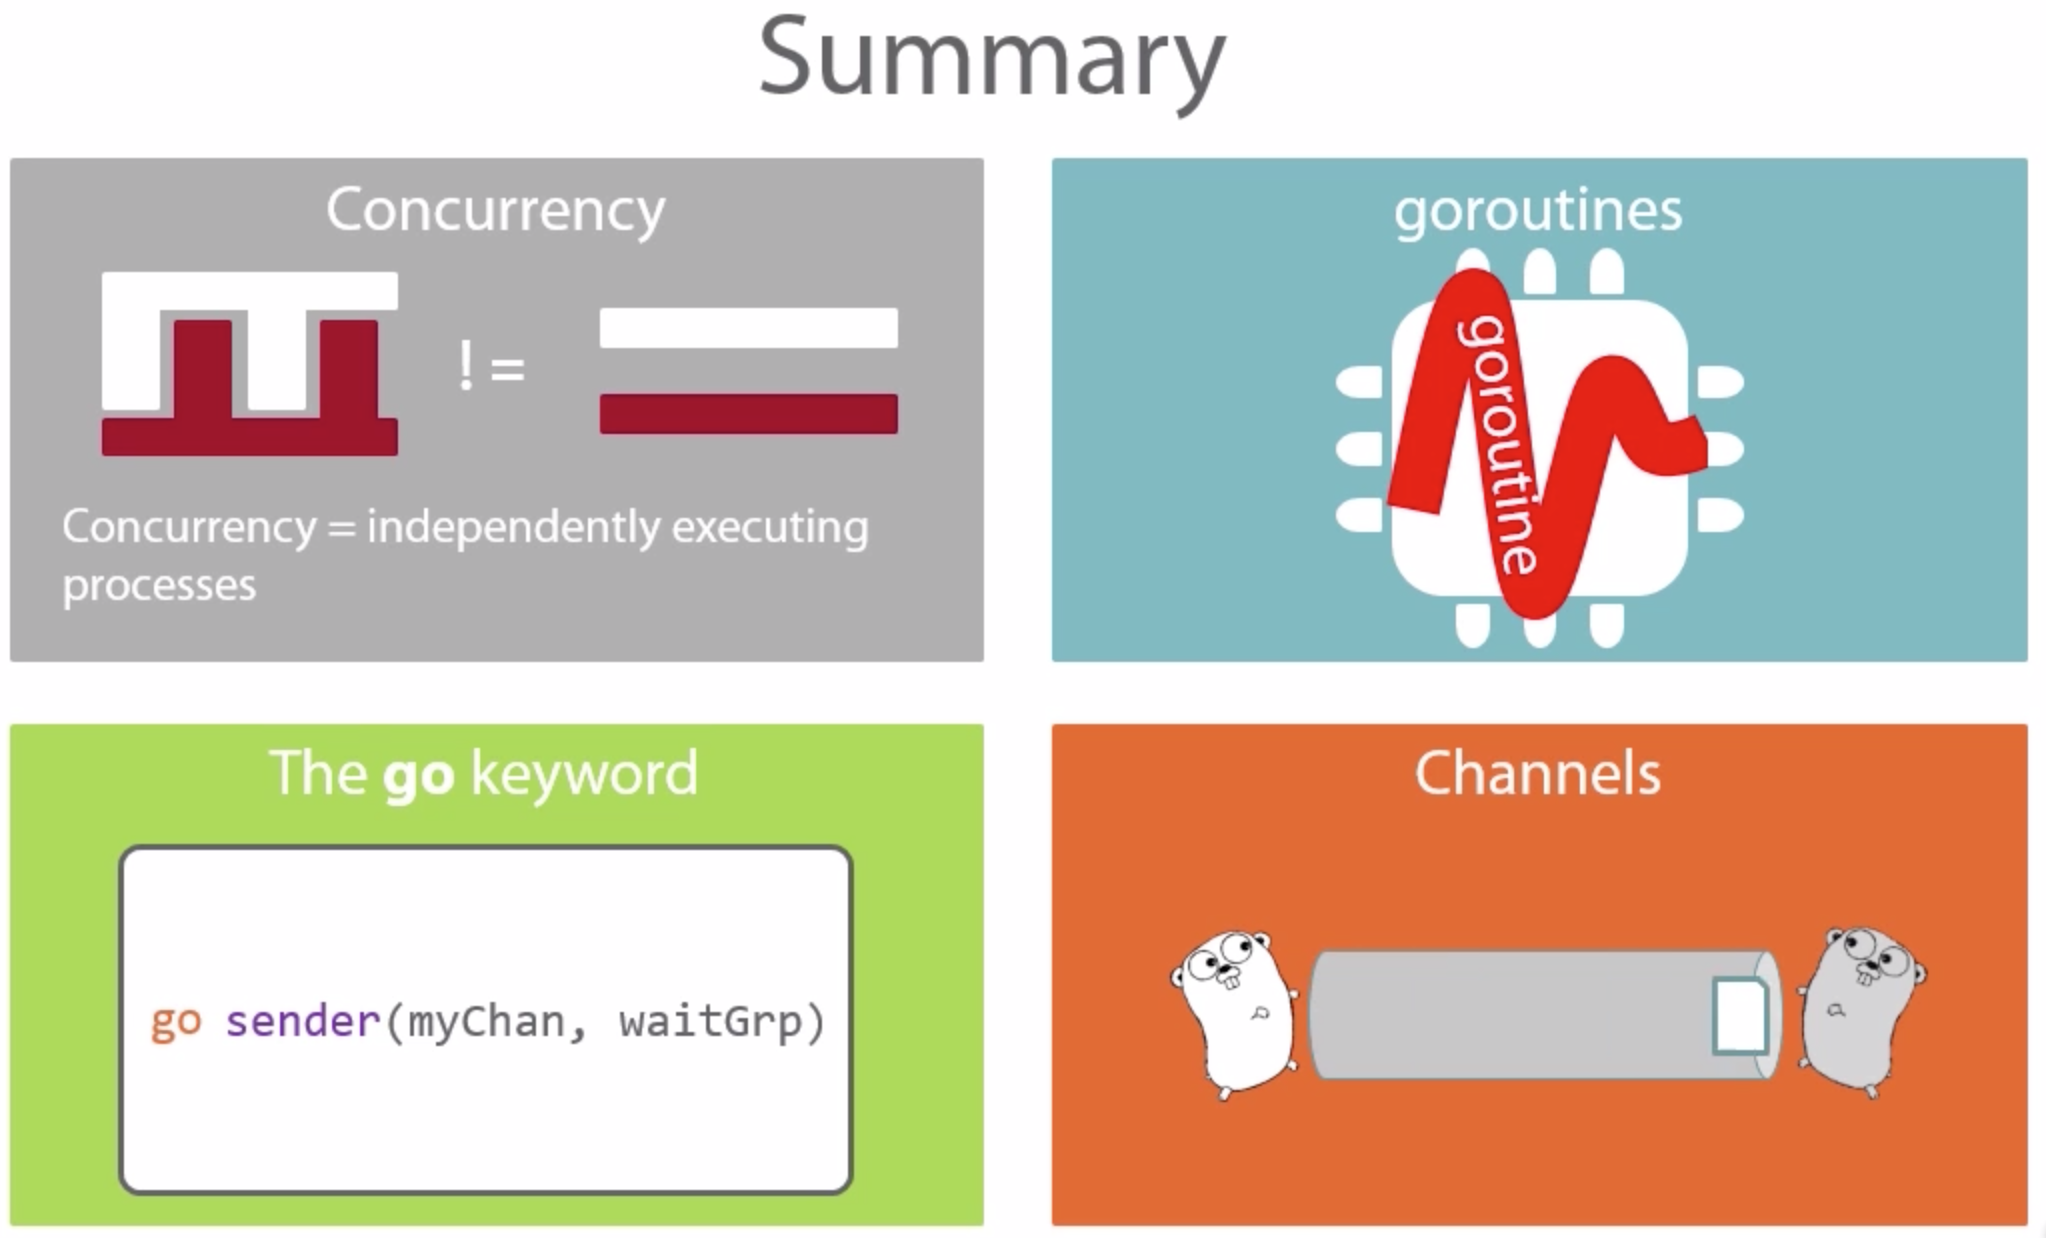 Summary
Concurrency
!=
Concurrency = independently executing
processes
goroutines
goroutine
The go keyword
go sender(myChan, waitGrp)
Channels